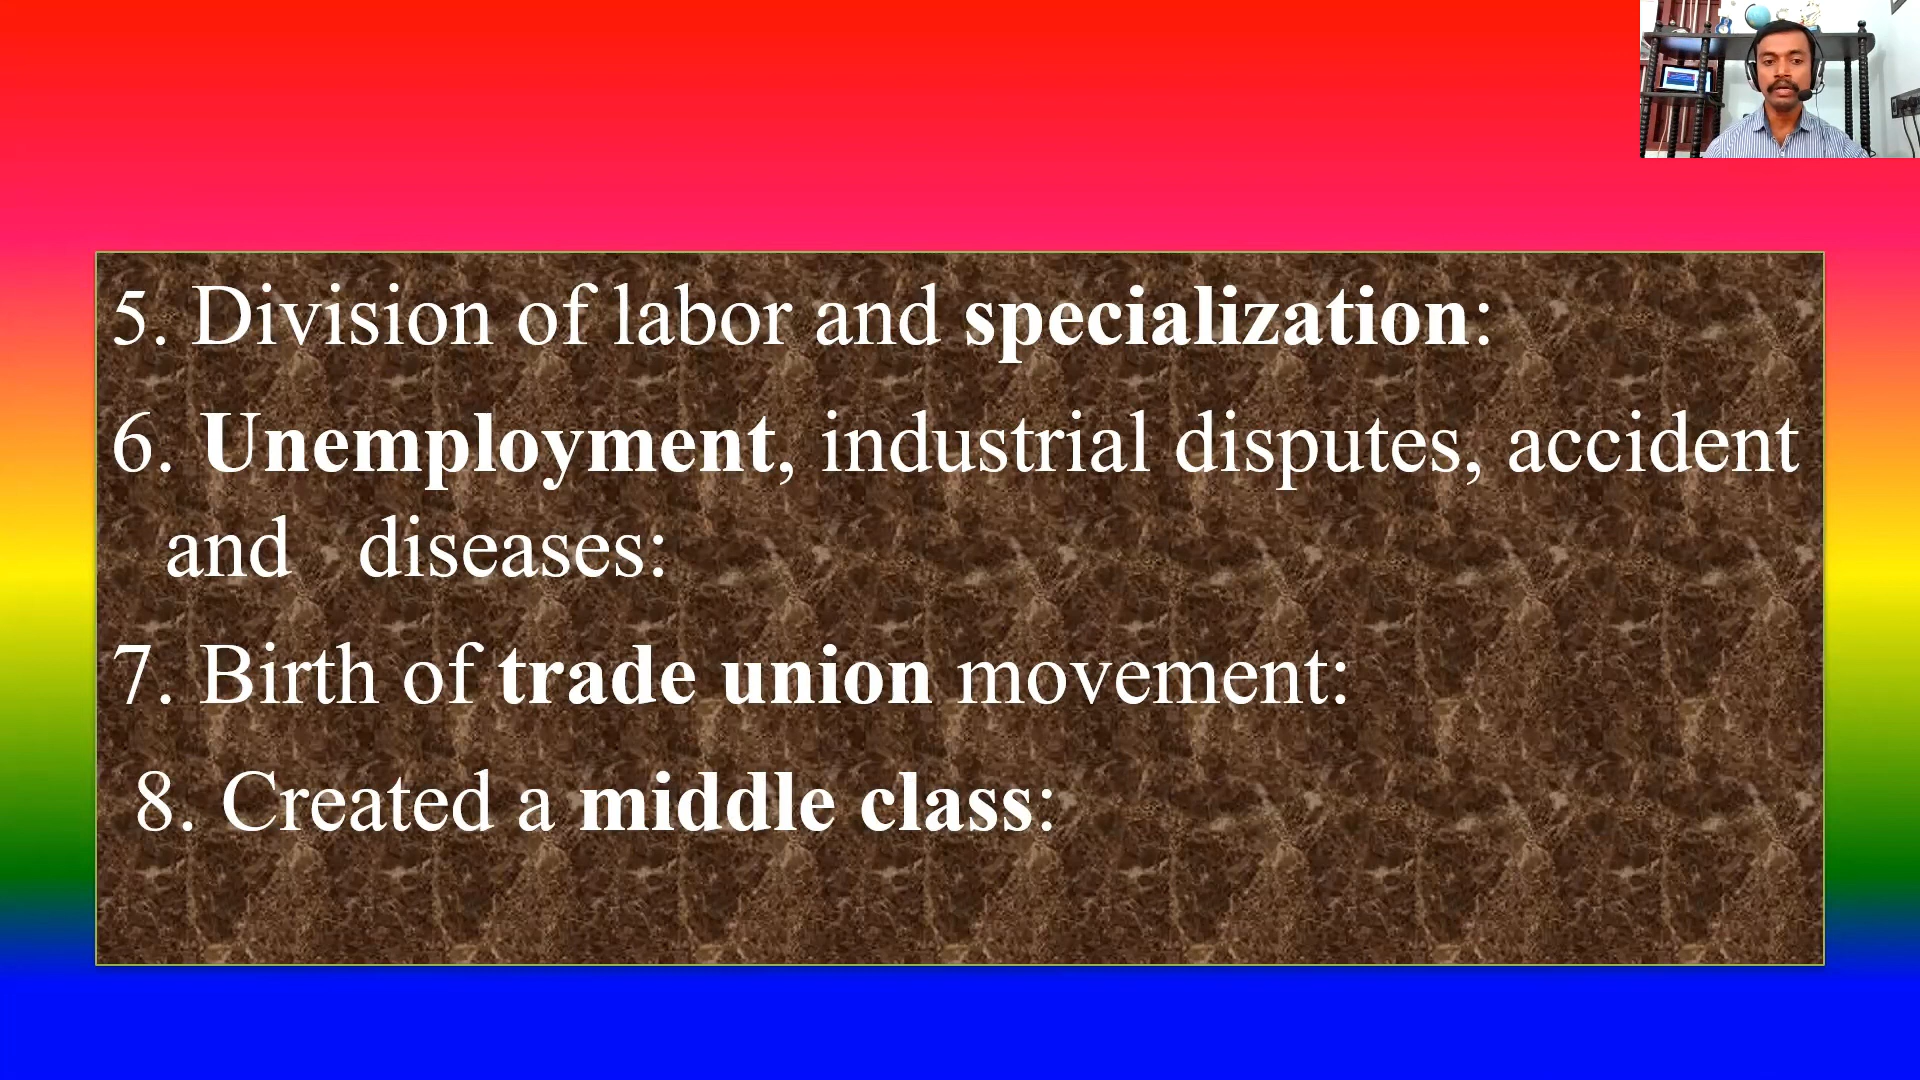 5. Division of labor and specialization:
6. Unemployment, industrial disputes, accident
and diseases:
7. Birth of trade union movement:
8. Created a middle class: